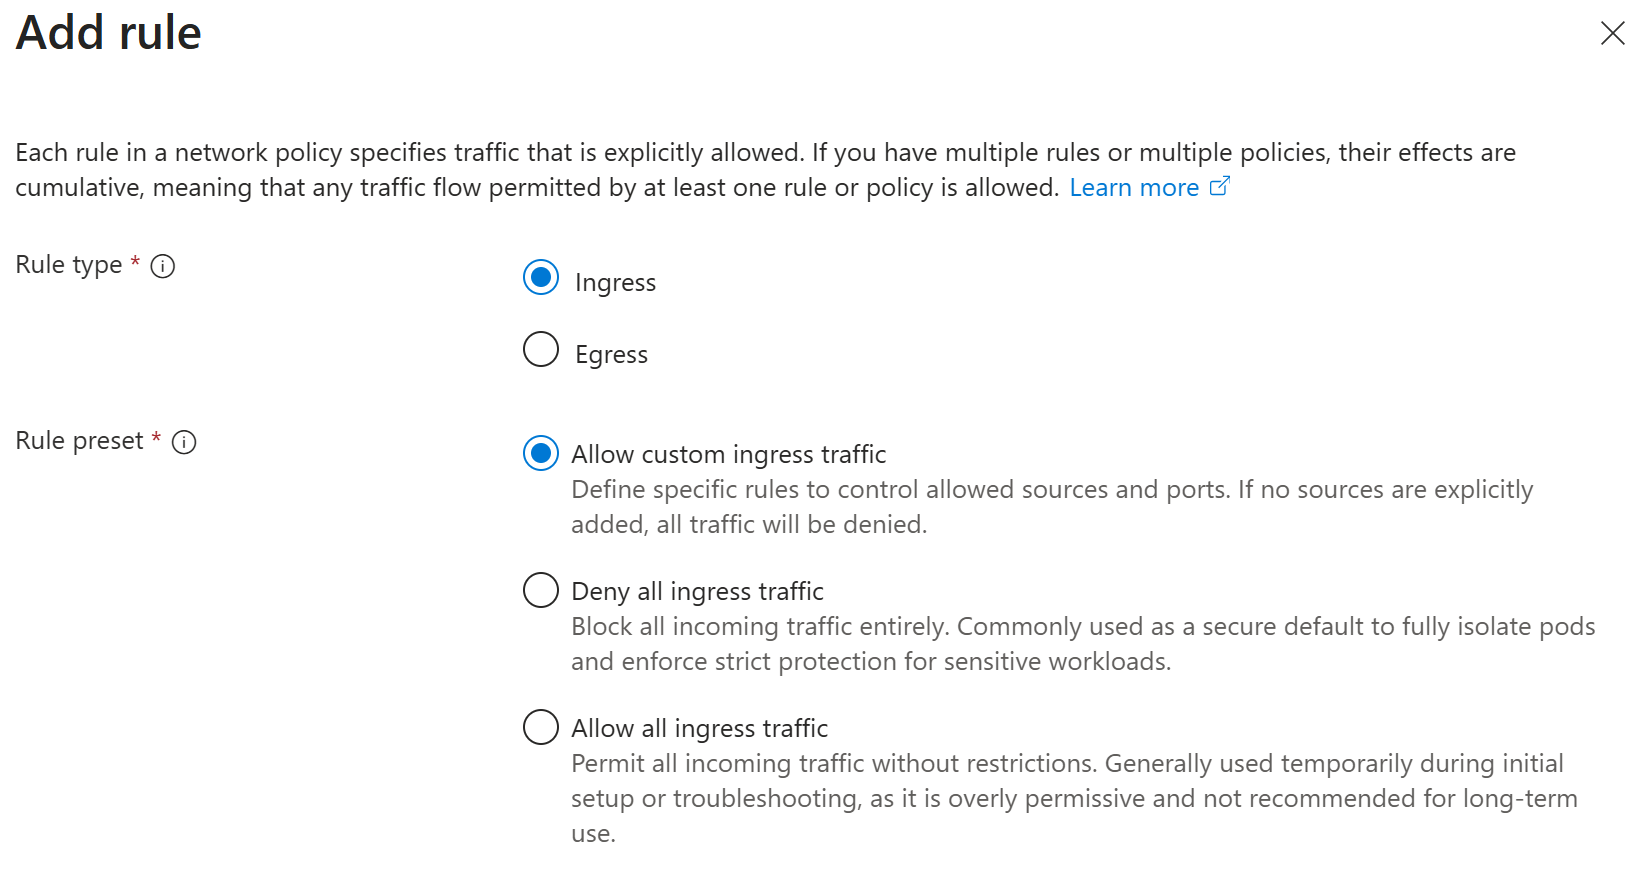 Add rule
Each rule in a network policy specifies traffic that is explicitly allowed. If you have multiple rules or multiple policies, their effects are
cumulative, meaning that any traffic flow permitted by at least one rule or policy is allowed. Learn more
Rule type *
Ingress
Egress
Rule preset *
Allow custom ingress traffic
Define specific rules to control allowed sources and ports. If no sources are explicitly
added, all traffic will be denied.
Deny all ingress traffic
Block all incoming traffic entirely. Commonly used as a secure default to fully isolate pods
and enforce strict protection for sensitive workloads.
Allow all ingress traffic
Permit all incoming traffic without restrictions. Generally used temporarily during initial
setup or troubleshooting, as it is overly permissive and not recommended for long-term
use.